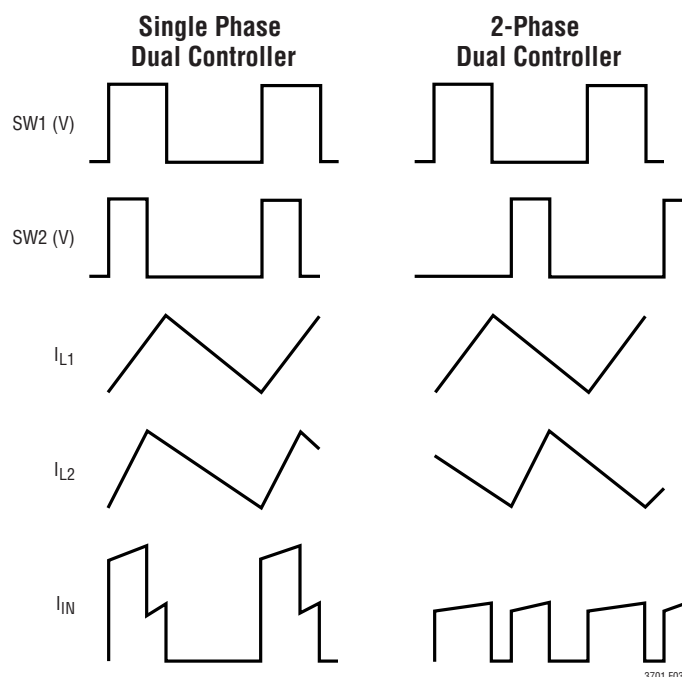 Single Phase
Dual Controller
2-Phase
Dual Controller
SW1 (V)
SW2 (V)
IL1
IL2
IIN